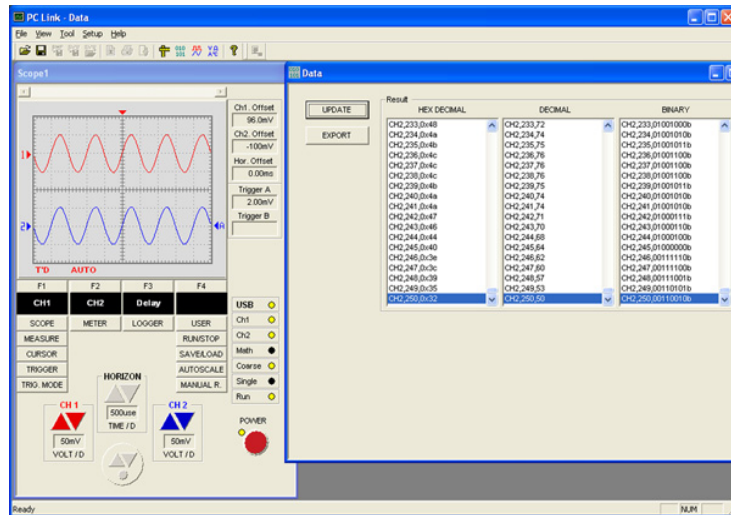 PC Link - Data
File View Tool Setup Help
Scope1
Ch1. Offset
96.0mV
Ch2. Offset
-100mV
Hor. Offset
0.00ms
Trigger A
2.00mV
Trigger B
1
2
A
T'D AUTO
F1 F2 F3 F4
CH1 CH2 Delay
SCOPE METER LOGGER USER
MEASURE RUN/STOP
CURSOR SAVE/LOAD
TRIGGER AUTOSCALE
TRIG. MODE MANUAL R.
HORIZON
500use
TIME / D
CH 1
50mV
VOLT / D
CH 2
50mV
VOLT / D
USB
Ch1
Ch2
Math
Coarse
Single
Run
POWER
Data
UPDATE
EXPORT
Result
HEX DECIMAL DECIMAL BINARY
CH2,233,0x48 CH2,233,72 CH2,233,01001000b
CH2,234,0x4a CH2,234,74 CH2,234,01001010b
CH2,235,0x4b CH2,235,75 CH2,235,01001011b
CH2,236,0x4c CH2,236,76 CH2,236,01001100b
CH2,237,0x4c CH2,237,76 CH2,237,01001100b
CH2,238,0x4c CH2,238,76 CH2,238,01001100b
CH2,239,0x4b CH2,239,75 CH2,239,01001011b
CH2,240,0x4a CH2,240,74 CH2,240,01001010b
CH2,241,0x4a CH2,241,74 CH2,241,01001010b
CH2,242,0x47 CH2,242,71 CH2,242,01000111b
CH2,243,0x46 CH2,243,70 CH2,243,01000110b
CH2,244,0x44 CH2,244,68 CH2,244,01000100b
CH2,245,0x40 CH2,245,64 CH2,245,01000000b
CH2,246,0x3e CH2,246,62 CH2,246,00111110b
CH2,247,0x3c CH2,247,60 CH2,247,00111100b
CH2,248,0x39 CH2,248,57 CH2,248,00111001b
CH2,249,0x35 CH2,249,53 CH2,249,00110101b
CH2,250,0x32 CH2,250,50 CH2,250,00110010b
Ready NUM